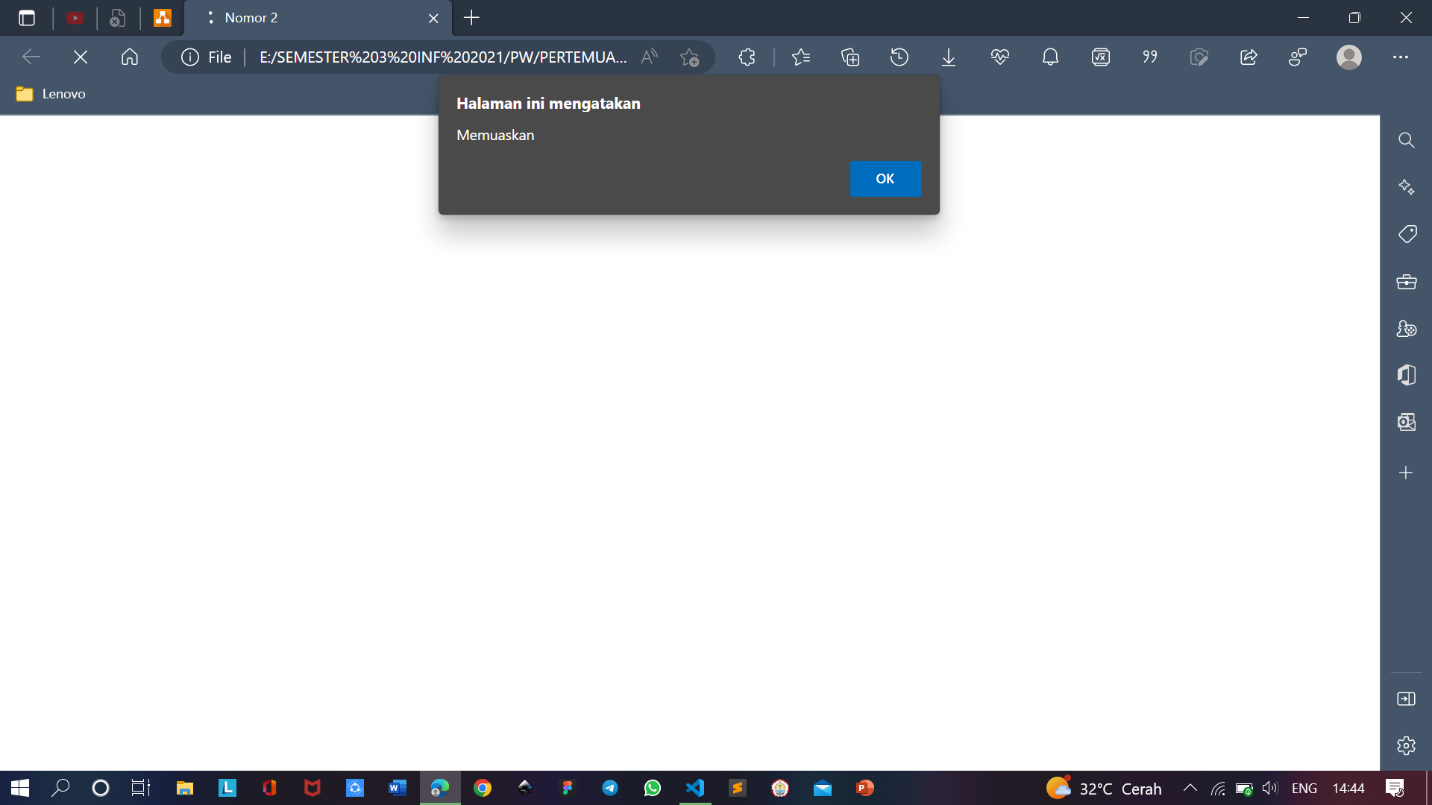 Nomor 2
File
E:/SEMESTER%203%20INF%202021/PW/PERTEMUA...
Lenovo
Halaman ini mengatakan
Memuaskan
OK
32°C Cerah
ENG
14:44